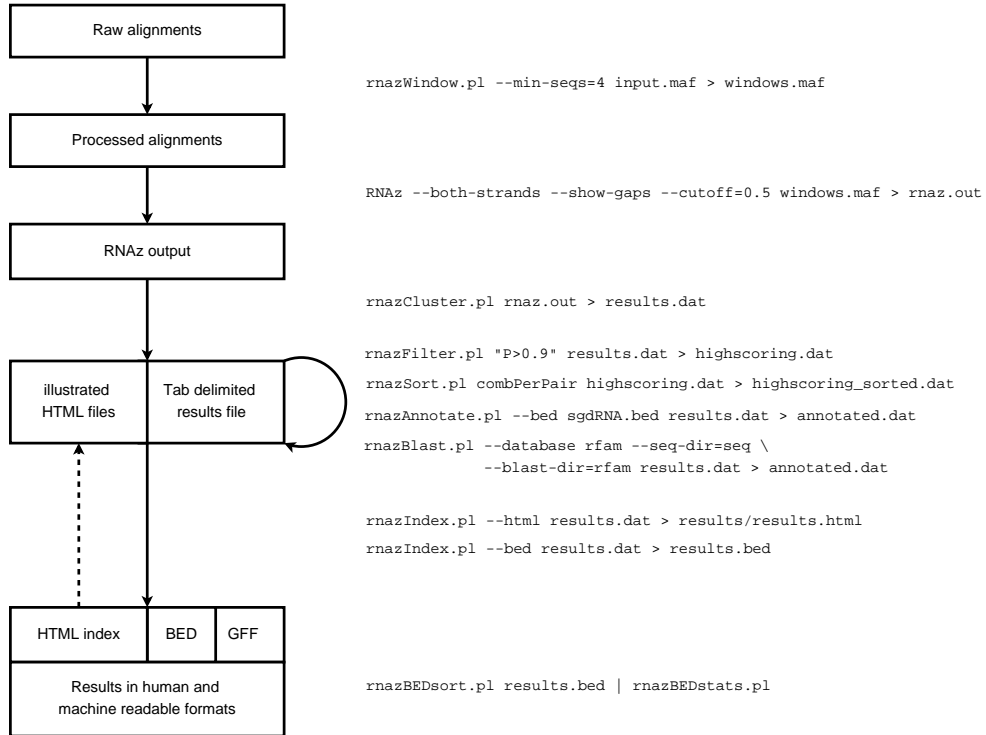 Raw alignments
rnazWindow.pl --min-seqs=4 input.maf > windows.maf
Processed alignments
RNAz --both-strands --show-gaps --cutoff=0.5 windows.maf > rnaz.out
RNAz output
rnazCluster.pl rnaz.out > results.dat
illustrated
HTML files
Tab delimited
results file
rnazFilter.pl "P>0.9" results.dat > highscoring.dat
rnazSort.pl combPerPair highscoring.dat > highscoring_sorted.dat
rnazAnnotate.pl --bed sgdRNA.bed results.dat > annotated.dat
rnazBlast.pl --database rfam --seq-dir=seq \
--blast-dir=rfam results.dat > annotated.dat
rnazIndex.pl --html results.dat > results/results.html
rnazIndex.pl --bed results.dat > results.bed
HTML index
BED
GFF
Results in human and
machine readable formats
rnazBEDsort.pl results.bed | rnazBEDstats.pl